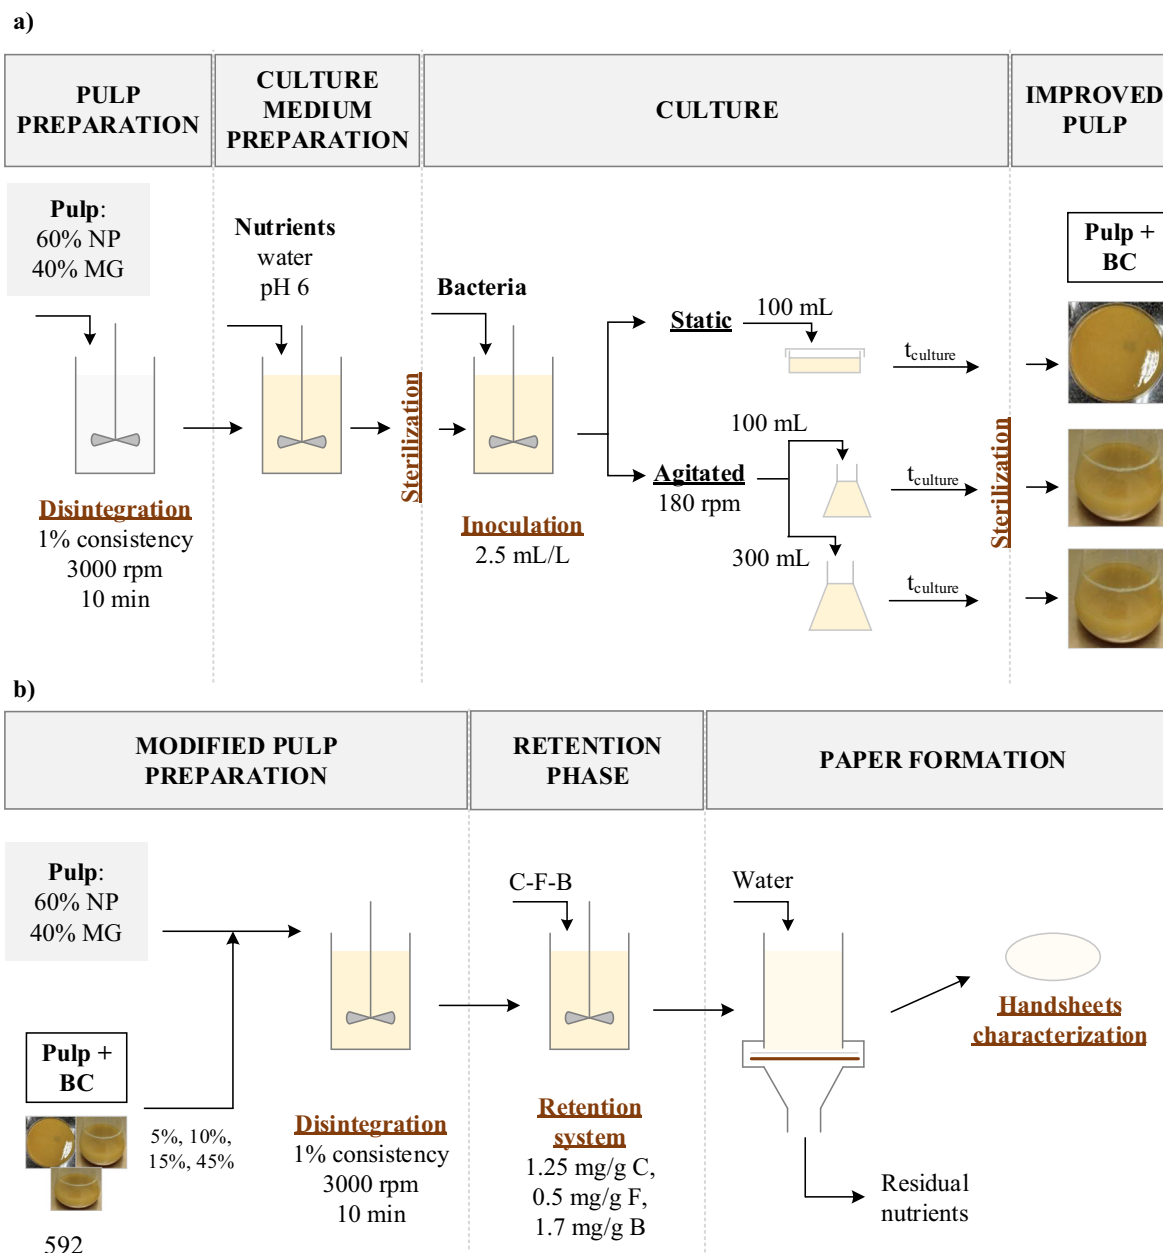 a)
PULP
PREPARATION
CULTURE
MEDIUM
PREPARATION
CULTURE
IMPROVED
PULP
Pulp:
60% NP
40% MG
Disintegration
1% consistency
3000 rpm
10 min
Nutrients
water
pH 6
Sterilization
Bacteria
Inoculation
2.5 mL/L
Static
100 mL
t culture
Agitated
180 rpm
100 mL
t culture
300 mL
t culture
Sterilization
Pulp +
BC
b)
MODIFIED PULP
PREPARATION
RETENTION
PHASE
PAPER FORMATION
Pulp:
60% NP
40% MG
Pulp +
BC
5%, 10%,
15%, 45%
Disintegration
1% consistency
3000 rpm
10 min
C-F-B
Retention
system
1.25 mg/g C,
0.5 mg/g F,
1.7 mg/g B
Water
Handsheets
characterization
Residual
nutrients
592